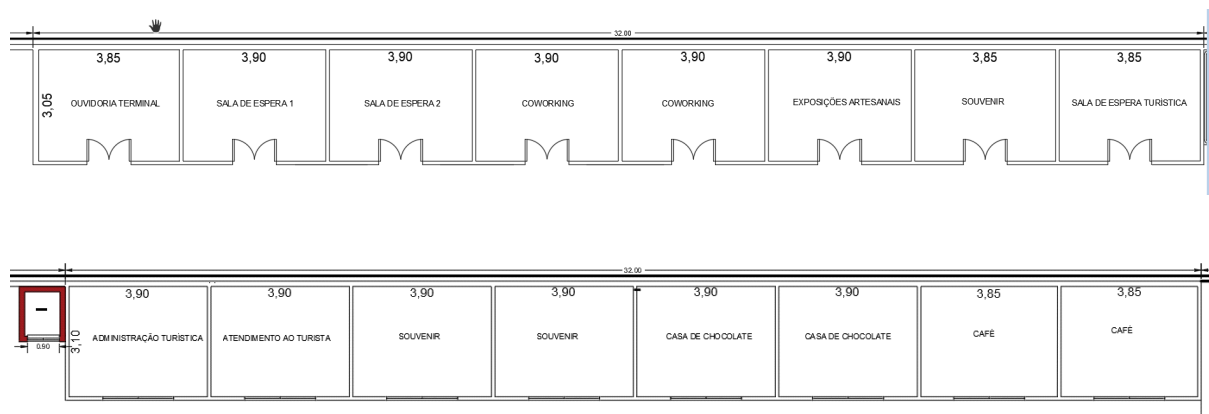 32.00
3,85 3,90 3,90 3,90 3,90 3,90 3,85 3,85
3,05
OUVIDORIA TERMINAL SALA DE ESPERA 1 SALA DE ESPERA 2 COWORKING COWORKING EXPOSIÇÕES ARTESANAIS SOUVENIR SALA DE ESPERA TURÍSTICA
32.00
3,90 3,90 3,90 3,90 3,90 3,90 3,85 3,85
3,10
ADMINISTRAÇÃO TURÍSTICA ATENDIMENTO AO TURISTA SOUVENIR SOUVENIR CASA DE CHOCOLATE CASA DE CHOCOLATE CAFÉ CAFÉ
0.90